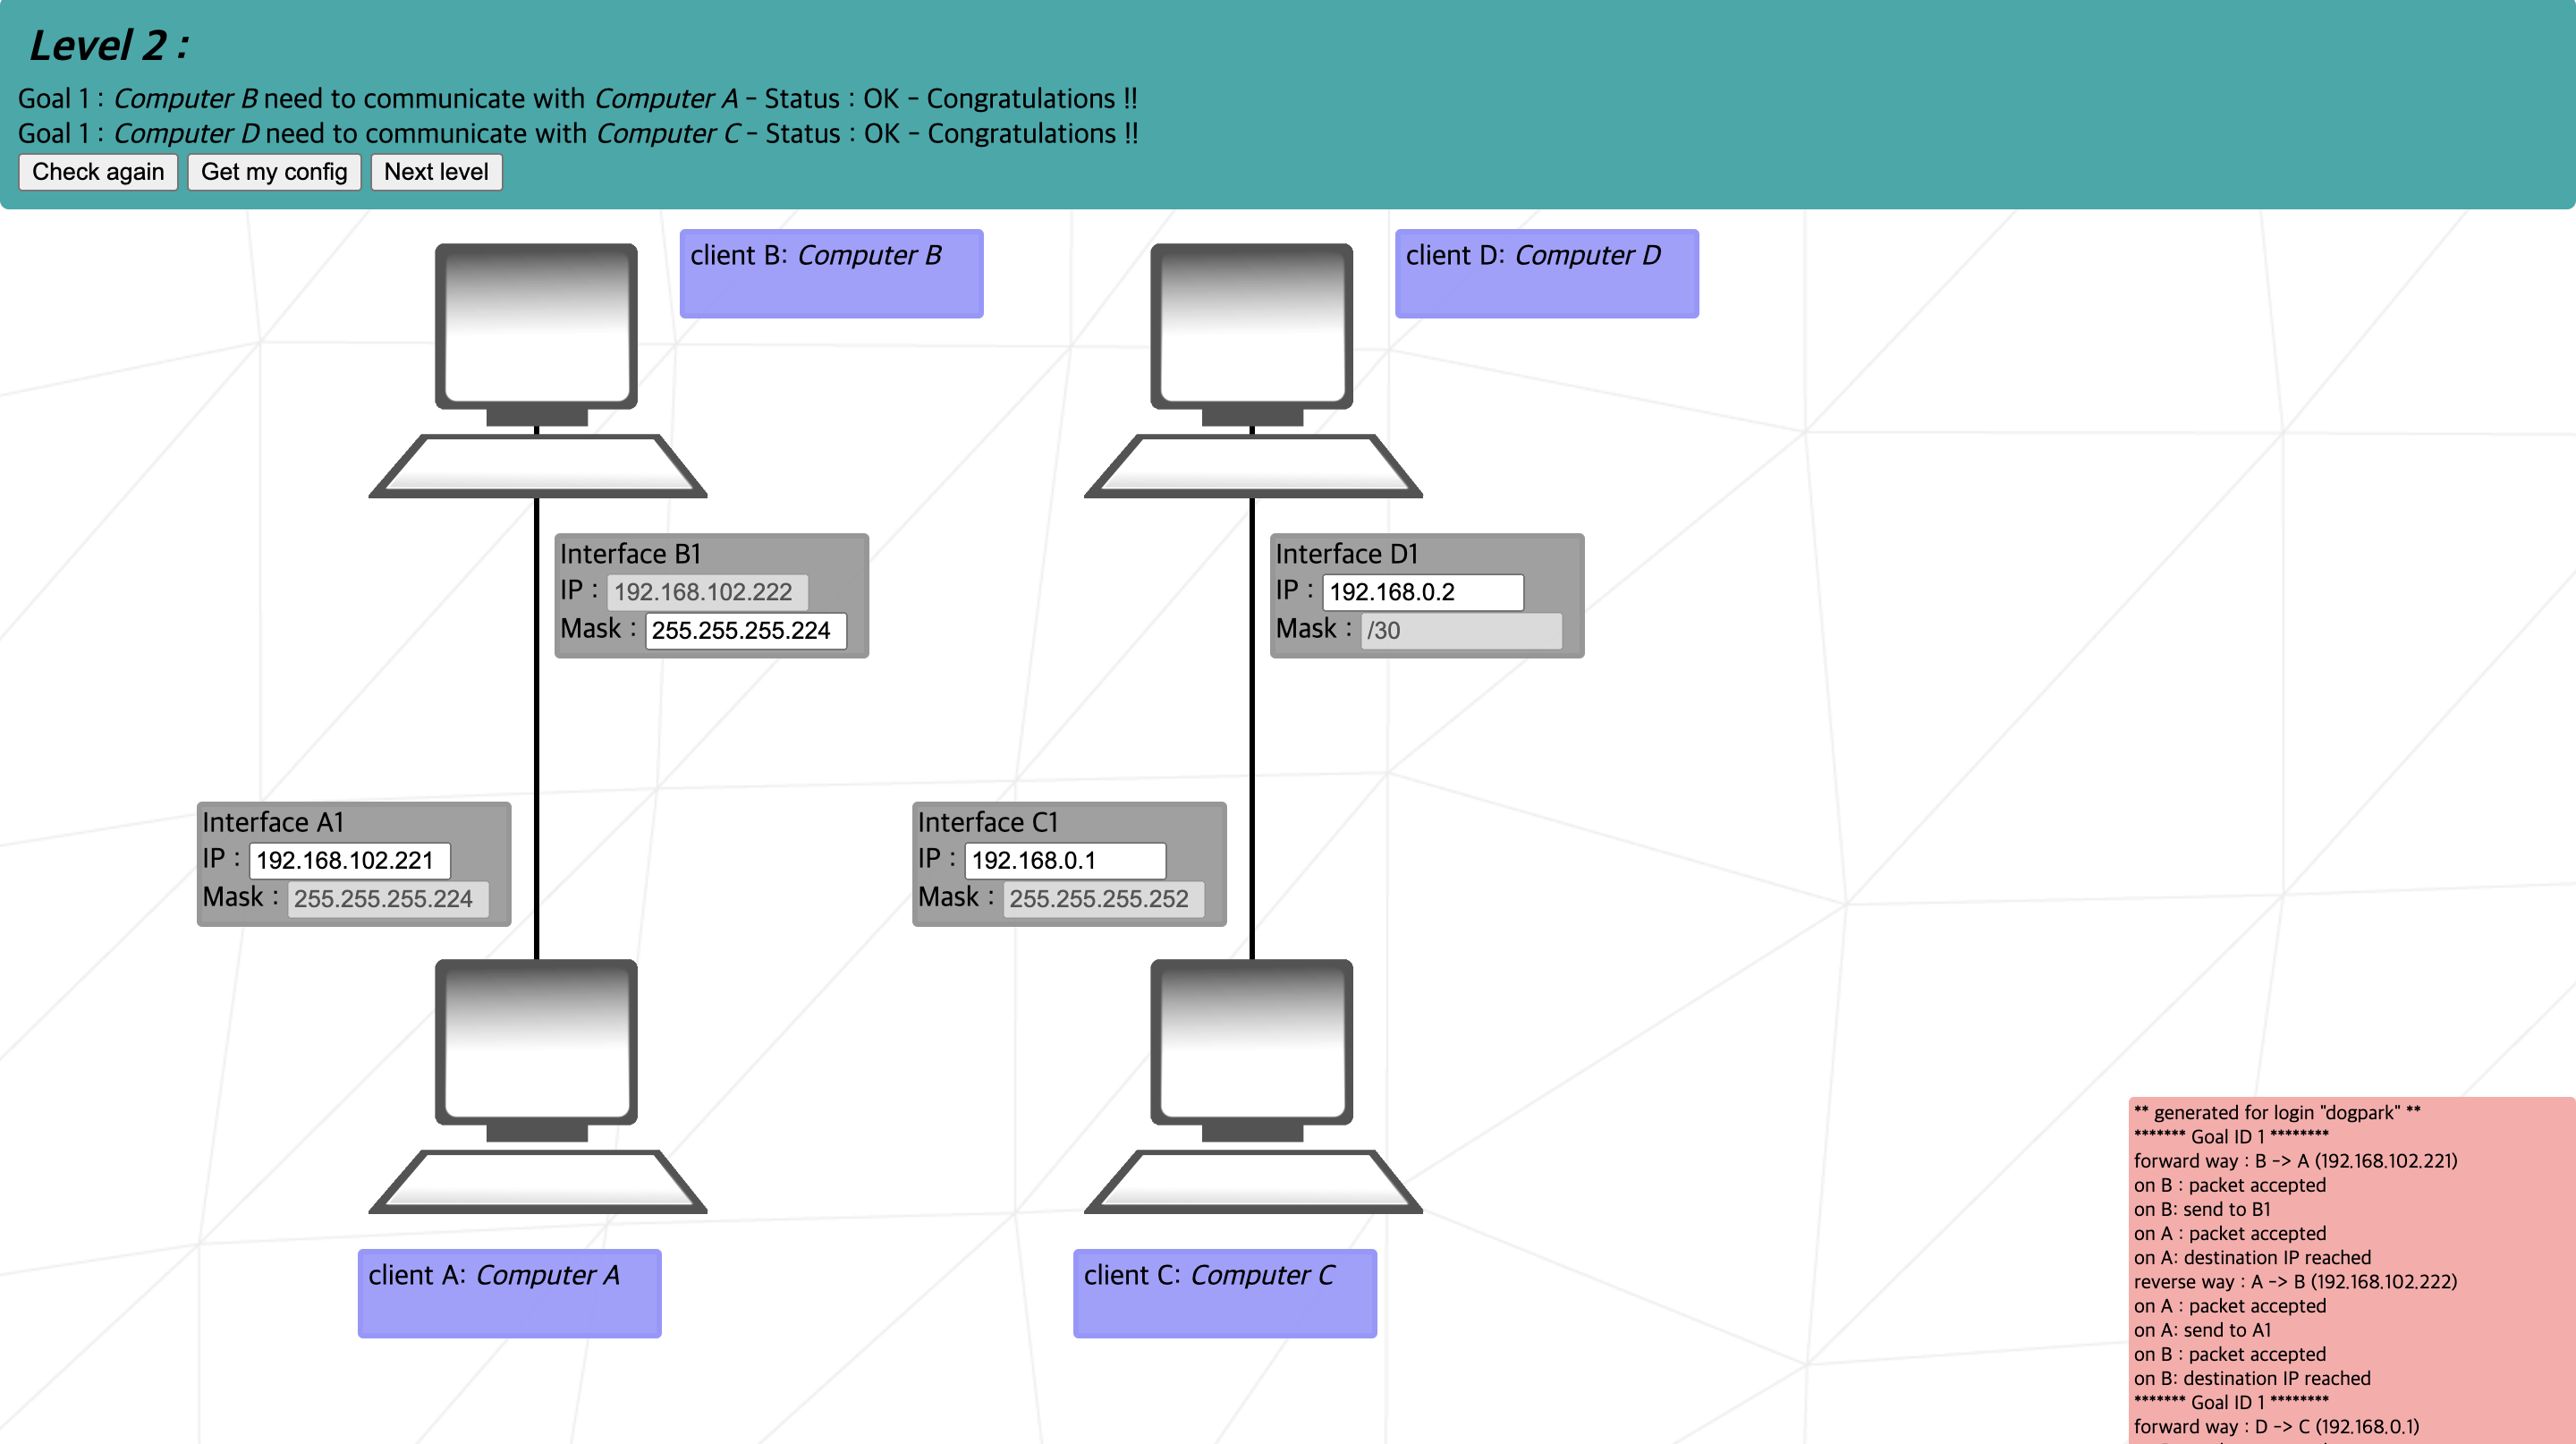 Level 2 :
Goal 1 : Computer B need to communicate with Computer A - Status : OK - Congratulations !!
Goal 1 : Computer D need to communicate with Computer C - Status : OK - Congratulations !!
Check again Get my config Next level
client B: Computer B
client D: Computer D
Interface B1
IP : 192.168.102.222
Mask : 255.255.255.224
Interface D1
IP : 192.168.0.2
Mask : /30
Interface A1
IP : 192.168.102.221
Mask : 255.255.255.224
Interface C1
IP : 192.168.0.1
Mask : 255.255.255.252
client A: Computer A
client C: Computer C
** generated for login "dogpark" **
******* Goal ID 1 ********
forward way : B -> A (192.168.102.221)
on B : packet accepted
on B: send to B1
on A : packet accepted
on A: destination IP reached
reverse way : A -> B (192.168.102.222)
on A : packet accepted
on A: send to A1
on B : packet accepted
on B: destination IP reached
******* Goal ID 1 ********
forward way : D -> C (192.168.0.1)